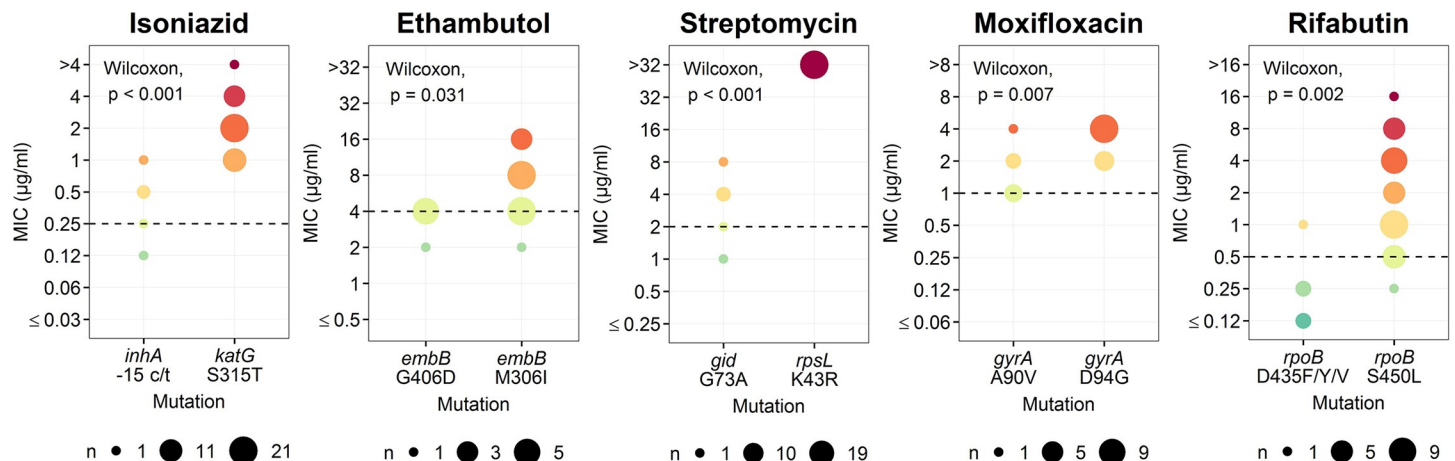 Isoniazid
Wilcoxon,
p < 0.001
MIC (µg/ml)
>4
4
2
1
0.5
0.25
0.12
0.06
≤ 0.03
inhA katG
-15 c/t S315T
Mutation
n 1 11 21
Ethambutol
Wilcoxon,
p = 0.031
MIC (µg/ml)
>32
32
16
8
4
2
1
≤ 0.5
embB embB
G406D M306I
Mutation
n 1 3 5
Streptomycin
Wilcoxon,
p < 0.001
MIC (µg/ml)
>32
32
16
8
4
2
1
0.5
≤ 0.25
gid rpsL
G73A K43R
Mutation
n 1 10 19
Moxifloxacin
Wilcoxon,
p = 0.007
MIC (µg/ml)
>8
8
4
2
1
0.5
0.25
0.12
≤ 0.06
gyrA gyrA
A90V D94G
Mutation
n 1 5 9
Rifabutin
Wilcoxon,
p = 0.002
MIC (µg/ml)
>16
16
8
4
2
1
0.5
0.25
≤ 0.12
rpoB rpoB
D435F/Y/V S450L
Mutation
n 1 5 9